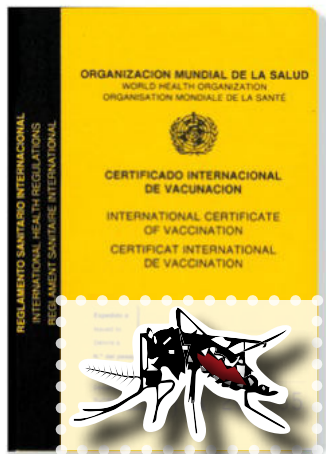 ORGANIZACION MUNDIAL DE LA SALUD
WORLD HEALTH ORGANIZATION
ORGANISATION MONDIALE DE LA SANTÉ
CERTIFICADO INTERNACIONAL
DE VACUNACION
INTERNATIONAL CERTIFICATE
OF VACCINATION
CERTIFICAT INTERNATIONAL
DE VACCINATION
REGLAMENTO SANITARIO INTERNACIONAL
INTERNATIONAL HEALTH REGULATIONS
REGLAMENT SANITAIRE INTERNATIONAL